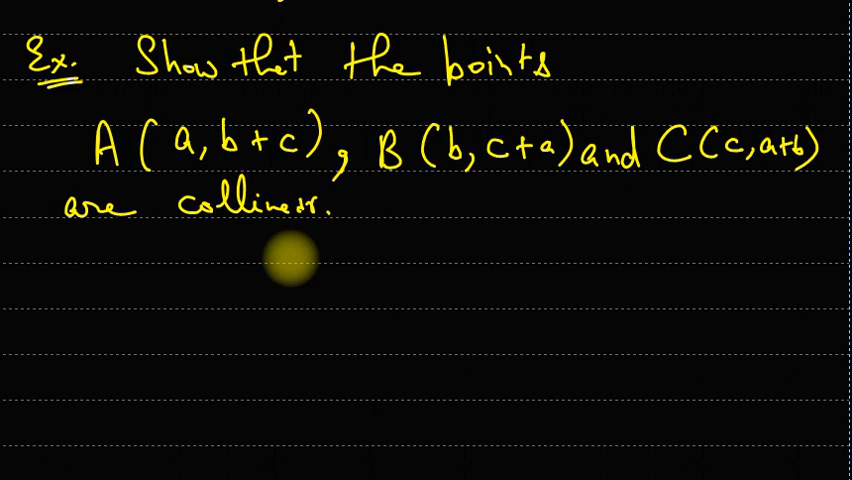 Ex. Show that the points
A (a, b + c), B (b, c + a) and C (c, a+b)
are collinear.